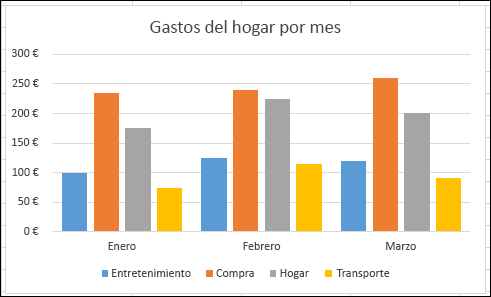 Gastos del hogar por mes
300 €
250 €
200 €
150 €
100 €
50 €
0 €
Enero Febrero Marzo
Entretenimiento Compra Hogar Transporte